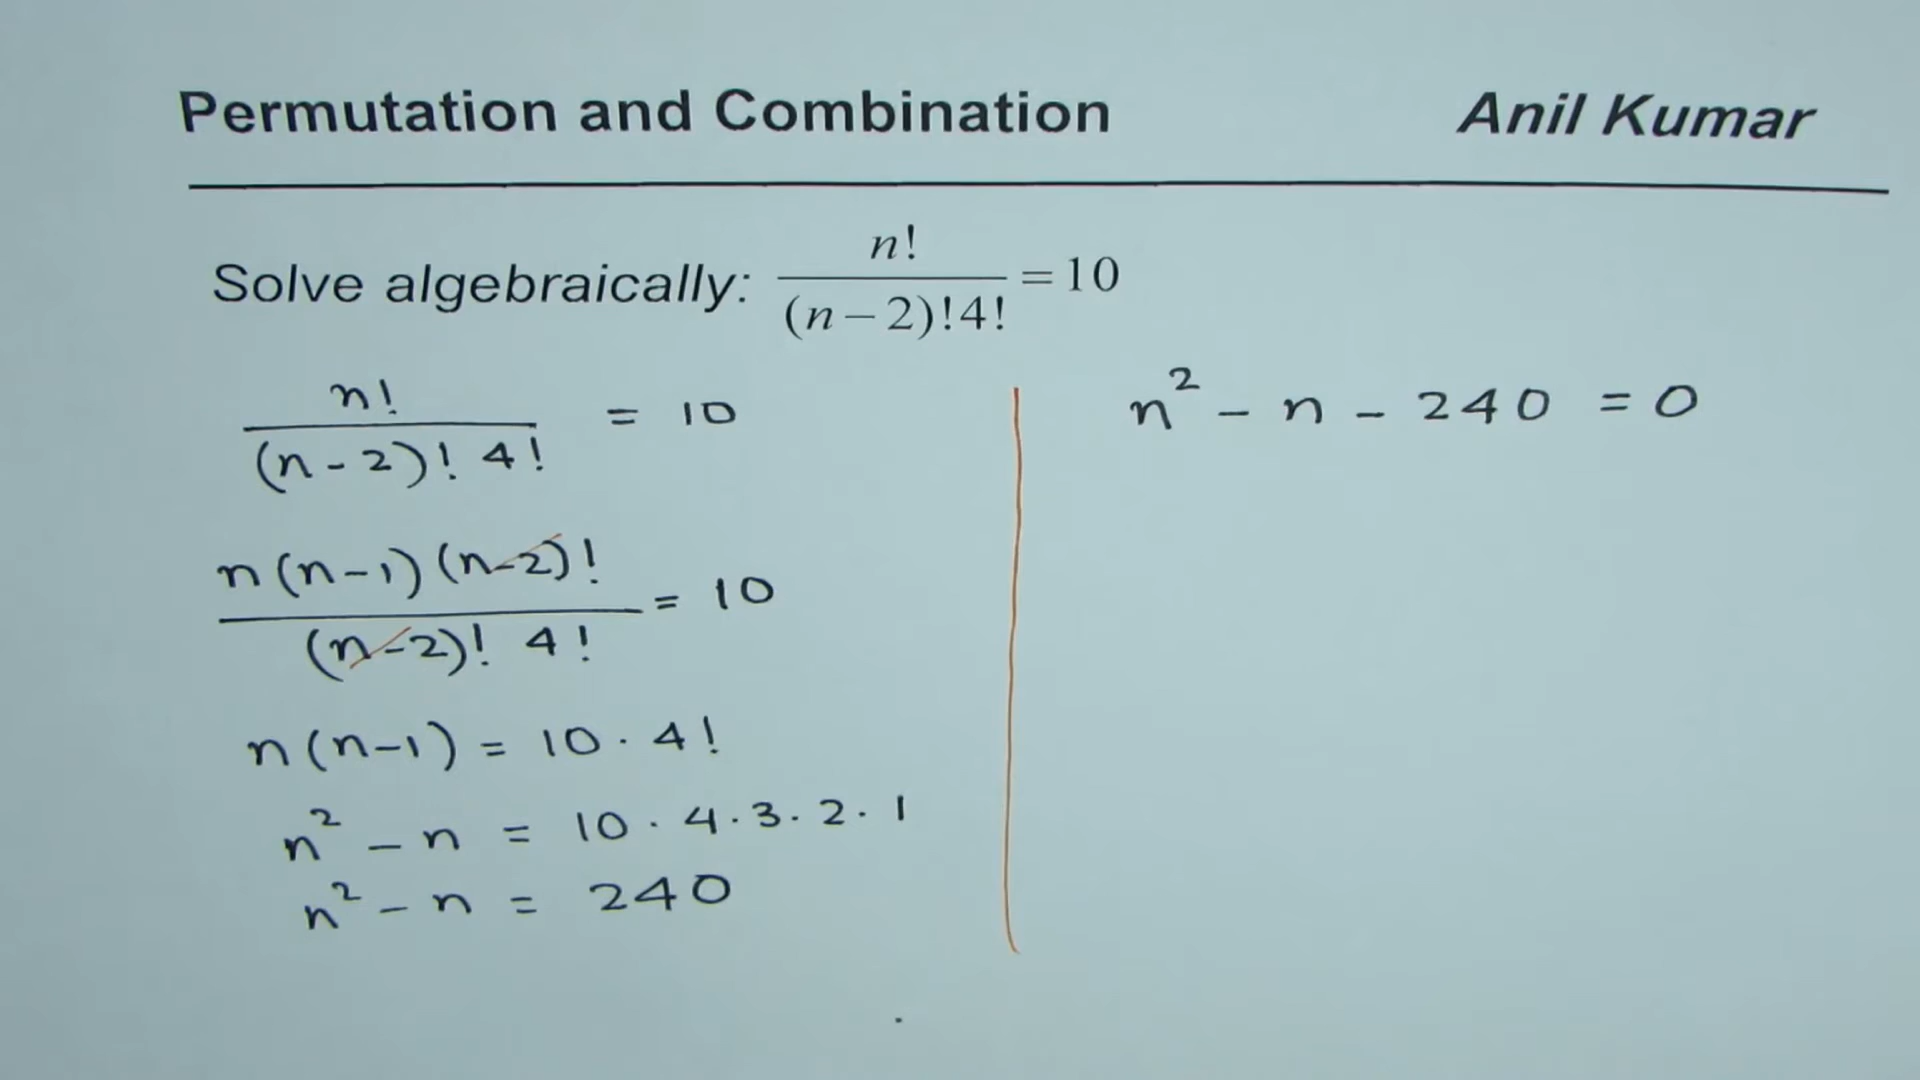 Permutation and Combination Anil Kumar
Solve algebraically: n!/((n-2)!4!) = 10
n!/((n-2)! 4!) = 10
n(n-1)(n-2)!/((n-2)! 4!) = 10
n(n-1) = 10 · 4!
n² - n = 10 · 4 · 3 · 2 · 1
n² - n = 240
n² - n - 240 = 0